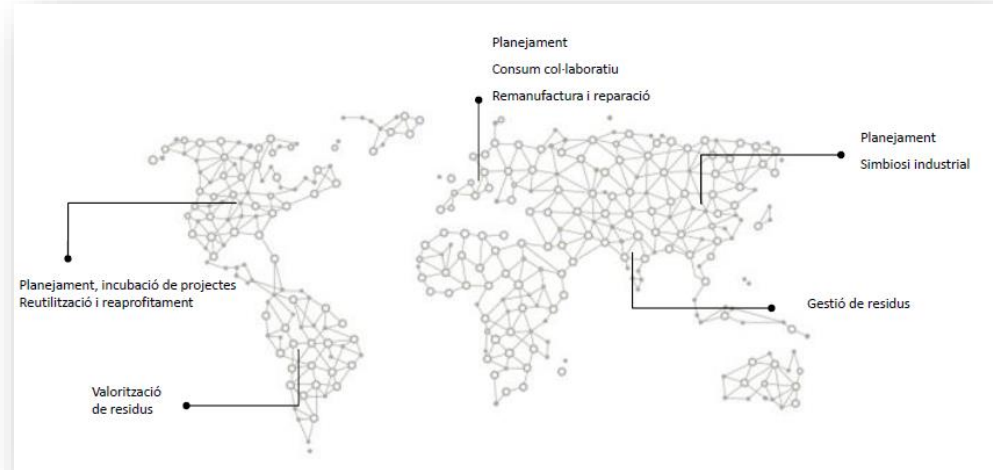 Planejament
Consum col·laboratiu
Remanufactura i reparació
Planejament
Simbiosi industrial
Planejament, incubació de projectes
Reutilització i reaprofitament
Gestió de residus
Valorització
de residus